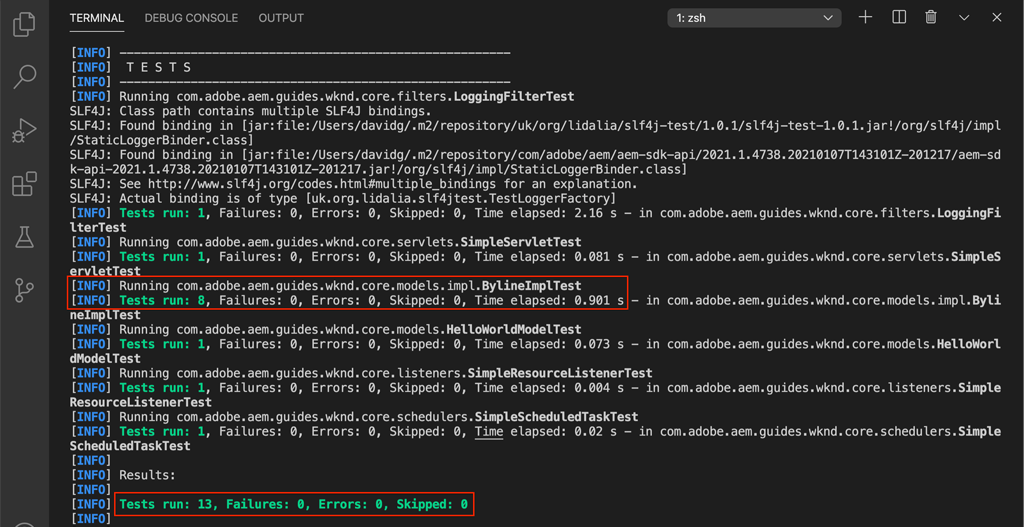 TERMINAL DEBUG CONSOLE OUTPUT 1: zsh
[INFO] -------------------------------------------------------
[INFO]  T E S T S
[INFO] -------------------------------------------------------
[INFO] Running com.adobe.aem.guides.wknd.core.filters.LoggingFilterTest
SLF4J: Class path contains multiple SLF4J bindings.
SLF4J: Found binding in [jar:file:/Users/davidg/.m2/repository/uk/org/lidalia/slf4j-test/1.0.1/slf4j-test-1.0.1.jar!/org/slf4j/impl
/StaticLoggerBinder.class]
SLF4J: Found binding in [jar:file:/Users/davidg/.m2/repository/com/adobe/aem/aem-sdk-api/2021.1.4738.20210107T143101Z-201217/aem-sd
k-api-2021.1.4738.20210107T143101Z-201217.jar!/org/slf4j/impl/StaticLoggerBinder.class]
SLF4J: See http://www.slf4j.org/codes.html#multiple_bindings for an explanation.
SLF4J: Actual binding is of type [uk.org.lidalia.slf4jtest.TestLoggerFactory]
[INFO] Tests run: 1, Failures: 0, Errors: 0, Skipped: 0, Time elapsed: 2.16 s - in com.adobe.aem.guides.wknd.core.filters.LoggingFi
lterTest
[INFO] Running com.adobe.aem.guides.wknd.core.servlets.SimpleServletTest
[INFO] Tests run: 1, Failures: 0, Errors: 0, Skipped: 0, Time elapsed: 0.081 s - in com.adobe.aem.guides.wknd.core.servlets.SimpleS
ervletTest
[INFO] Running com.adobe.aem.guides.wknd.core.models.impl.BylineImplTest
[INFO] Tests run: 8, Failures: 0, Errors: 0, Skipped: 0, Time elapsed: 0.901 s - in com.adobe.aem.guides.wknd.core.models.impl.Byli
neImplTest
[INFO] Running com.adobe.aem.guides.wknd.core.models.HelloWorldModelTest
[INFO] Tests run: 1, Failures: 0, Errors: 0, Skipped: 0, Time elapsed: 0.073 s - in com.adobe.aem.guides.wknd.core.models.HelloWorl
dModelTest
[INFO] Running com.adobe.aem.guides.wknd.core.listeners.SimpleResourceListenerTest
[INFO] Tests run: 1, Failures: 0, Errors: 0, Skipped: 0, Time elapsed: 0.004 s - in com.adobe.aem.guides.wknd.core.listeners.Simple
ResourceListenerTest
[INFO] Running com.adobe.aem.guides.wknd.core.schedulers.SimpleScheduledTaskTest
[INFO] Tests run: 1, Failures: 0, Errors: 0, Skipped: 0, Time elapsed: 0.02 s - in com.adobe.aem.guides.wknd.core.schedulers.Simple
ScheduledTaskTest
[INFO]
[INFO] Results:
[INFO]
[INFO] Tests run: 13, Failures: 0, Errors: 0, Skipped: 0
[INFO]